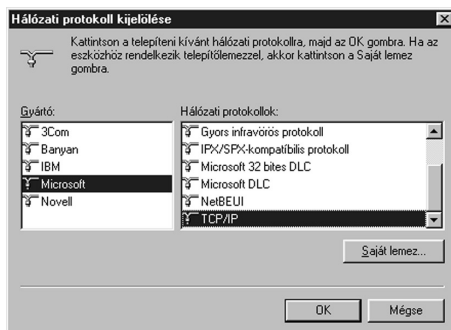 Hálózati protokoll kijelölése
Kattintson a telepíteni kívánt hálózati protokollra, majd az OK gombra. Ha az
eszközhöz rendelkezik telepítőlemezzel, akkor kattintson a Saját lemez
gombra.
Gyártó:
3Com
Banyan
IBM
Microsoft
Novell
Hálózati protokollok:
Gyors infravörös protokoll
IPX/SPX-kompatíbilis protokoll
Microsoft 32 bites DLC
Microsoft DLC
NetBEUI
TCP/IP
Saját lemez...
OK
Mégse